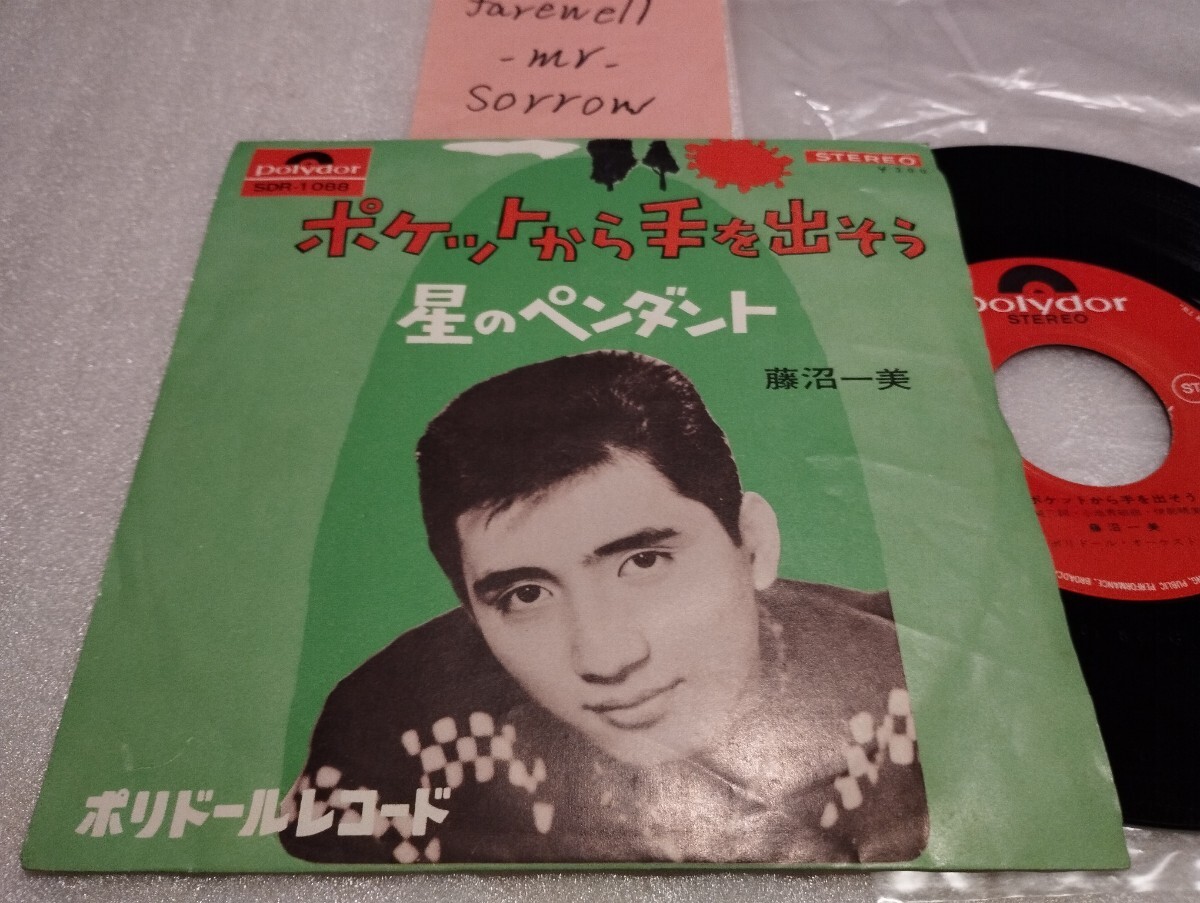 farewell
-mr-
Sorrow
polydor
SDR-1088
STEREO
ポケットから手を出そう
星のペンダント
藤沼一美
ポリドールレコード
polydor
STEREO
ポケットから手を出そう
藤沼一美
PUBLIC PERFORMANCE,